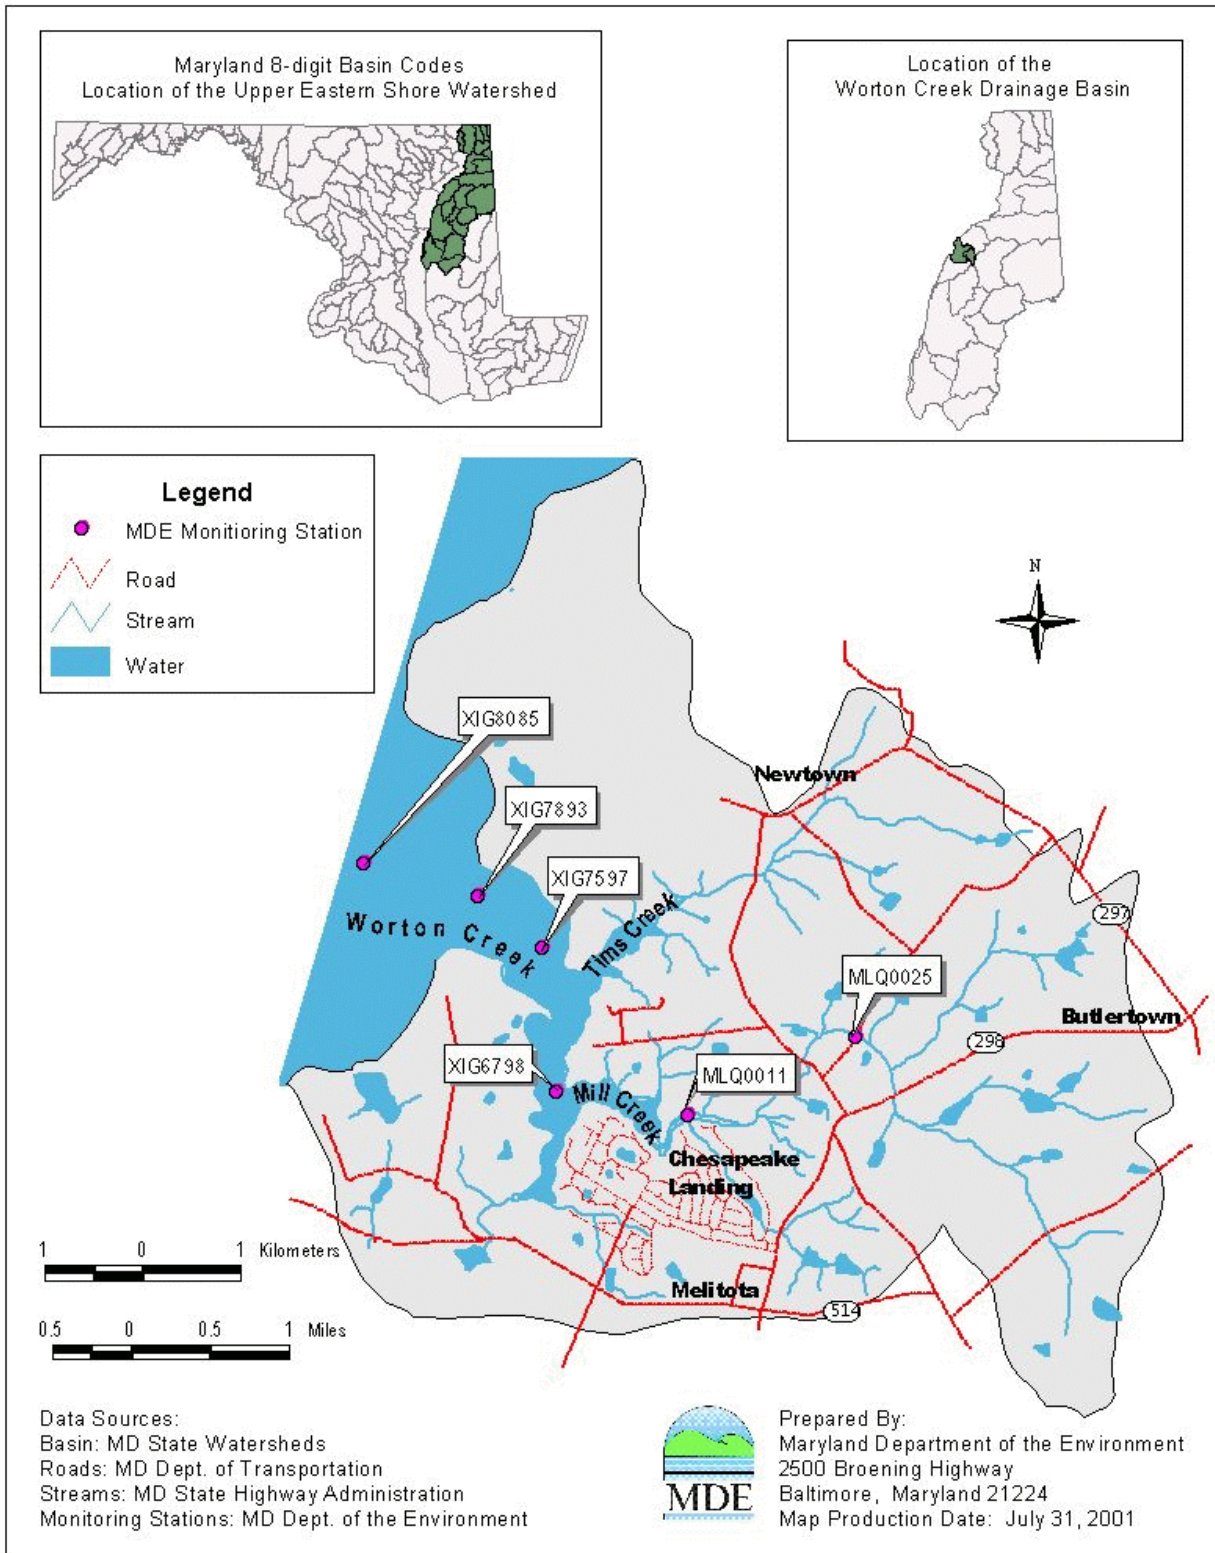 Maryland 8-digit Basin Codes
Location of the Upper Eastern Shore Watershed
Location of the
Worton Creek Drainage Basin
Legend
MDE Monitioring Station
Road
Stream
Water
N
XIG8085
XIG7893
XIG7597
Newtown
Worton Creek
Tims Creek
297
MLQ0025
Butlertown
298
XIG6798
MLQ0011
Mill Creek
Chesapeake
Landing
Melitota
514
1 0 1 Kilometers
0.5 0 0.5 1 Miles
Data Sources:
Basin: MD State Watersheds
Roads: MD Dept. of Transportation
Streams: MD State Highway Administration
Monitoring Stations: MD Dept. of the Environment
MDE
Prepared By:
Maryland Department of the Environment
2500 Broening Highway
Baltimore, Maryland 21224
Map Production Date: July 31, 2001